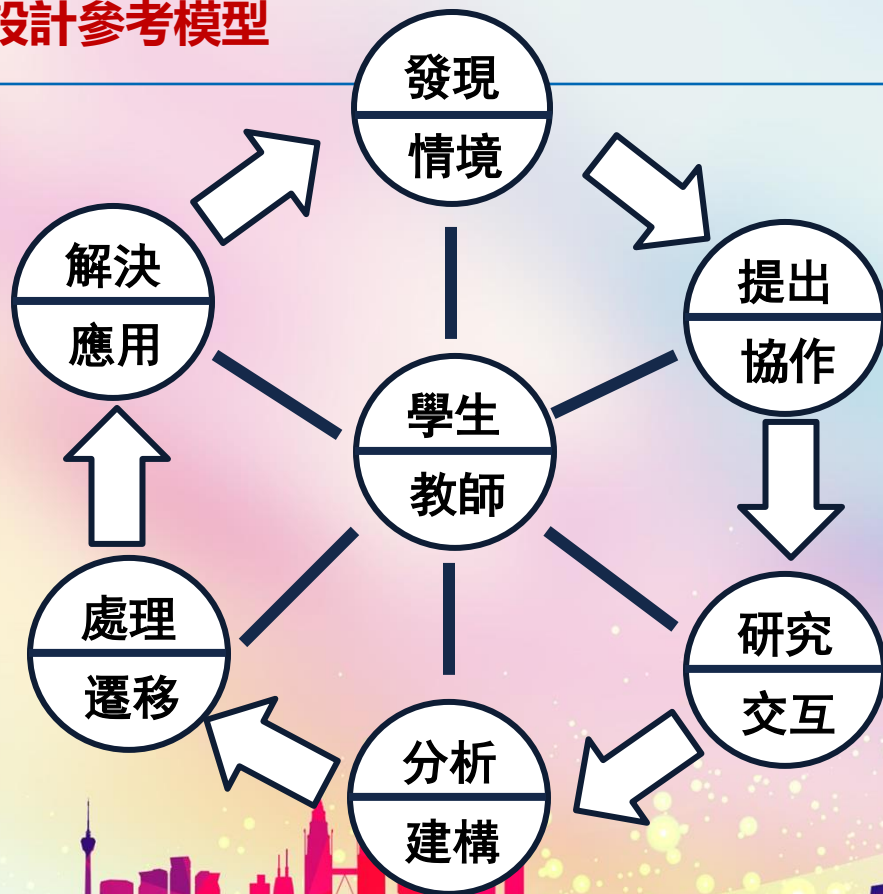 設計參考模型
發現
情境
提出
協作
研究
交互
分析
建構
處理
遷移
解決
應用
學生
教師